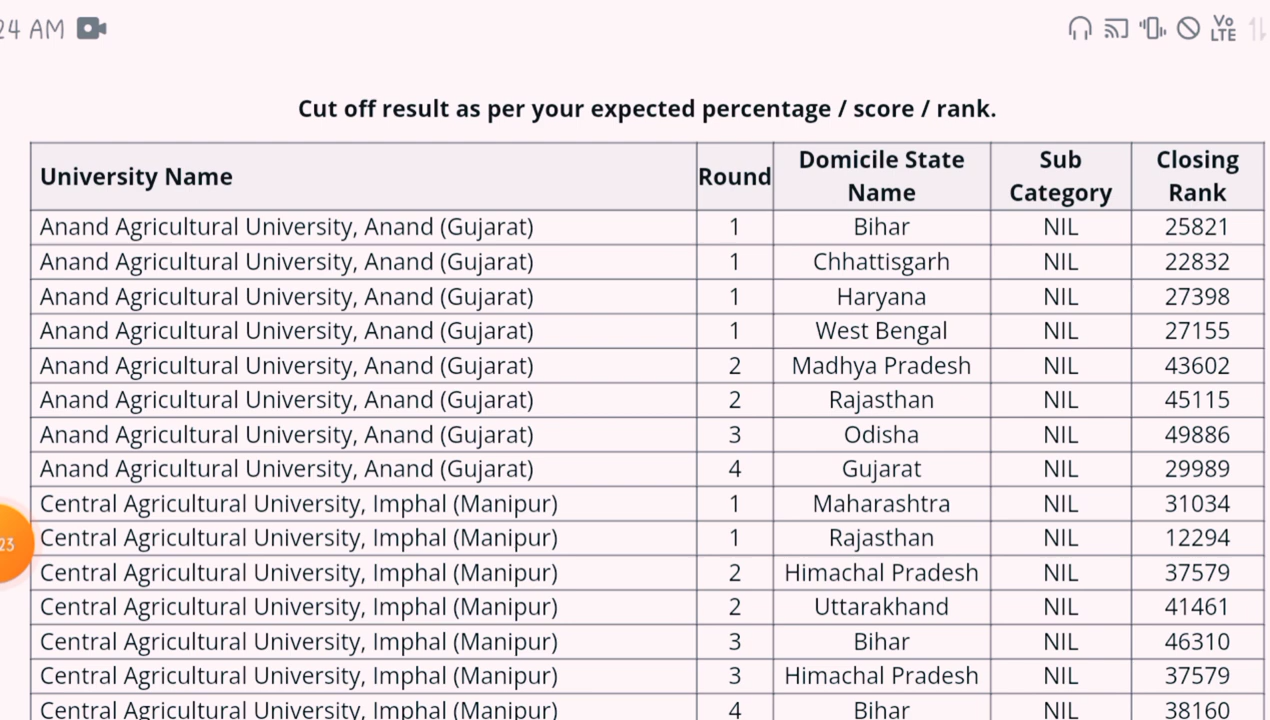 24 AM
Vo LTE
Cut off result as per your expected percentage / score / rank.
University Name Round Domicile State Name Sub Category Closing Rank
Anand Agricultural University, Anand (Gujarat) 1 Bihar NIL 25821
Anand Agricultural University, Anand (Gujarat) 1 Chhattisgarh NIL 22832
Anand Agricultural University, Anand (Gujarat) 1 Haryana NIL 27398
Anand Agricultural University, Anand (Gujarat) 1 West Bengal NIL 27155
Anand Agricultural University, Anand (Gujarat) 2 Madhya Pradesh NIL 43602
Anand Agricultural University, Anand (Gujarat) 2 Rajasthan NIL 45115
Anand Agricultural University, Anand (Gujarat) 3 Odisha NIL 49886
Anand Agricultural University, Anand (Gujarat) 4 Gujarat NIL 29989
Central Agricultural University, Imphal (Manipur) 1 Maharashtra NIL 31034
23 Central Agricultural University, Imphal (Manipur) 1 Rajasthan NIL 12294
Central Agricultural University, Imphal (Manipur) 2 Himachal Pradesh NIL 37579
Central Agricultural University, Imphal (Manipur) 2 Uttarakhand NIL 41461
Central Agricultural University, Imphal (Manipur) 3 Bihar NIL 46310
Central Agricultural University, Imphal (Manipur) 3 Himachal Pradesh NIL 37579
Central Agricultural University, Imphal (Manipur) 4 Bihar NIL 38160